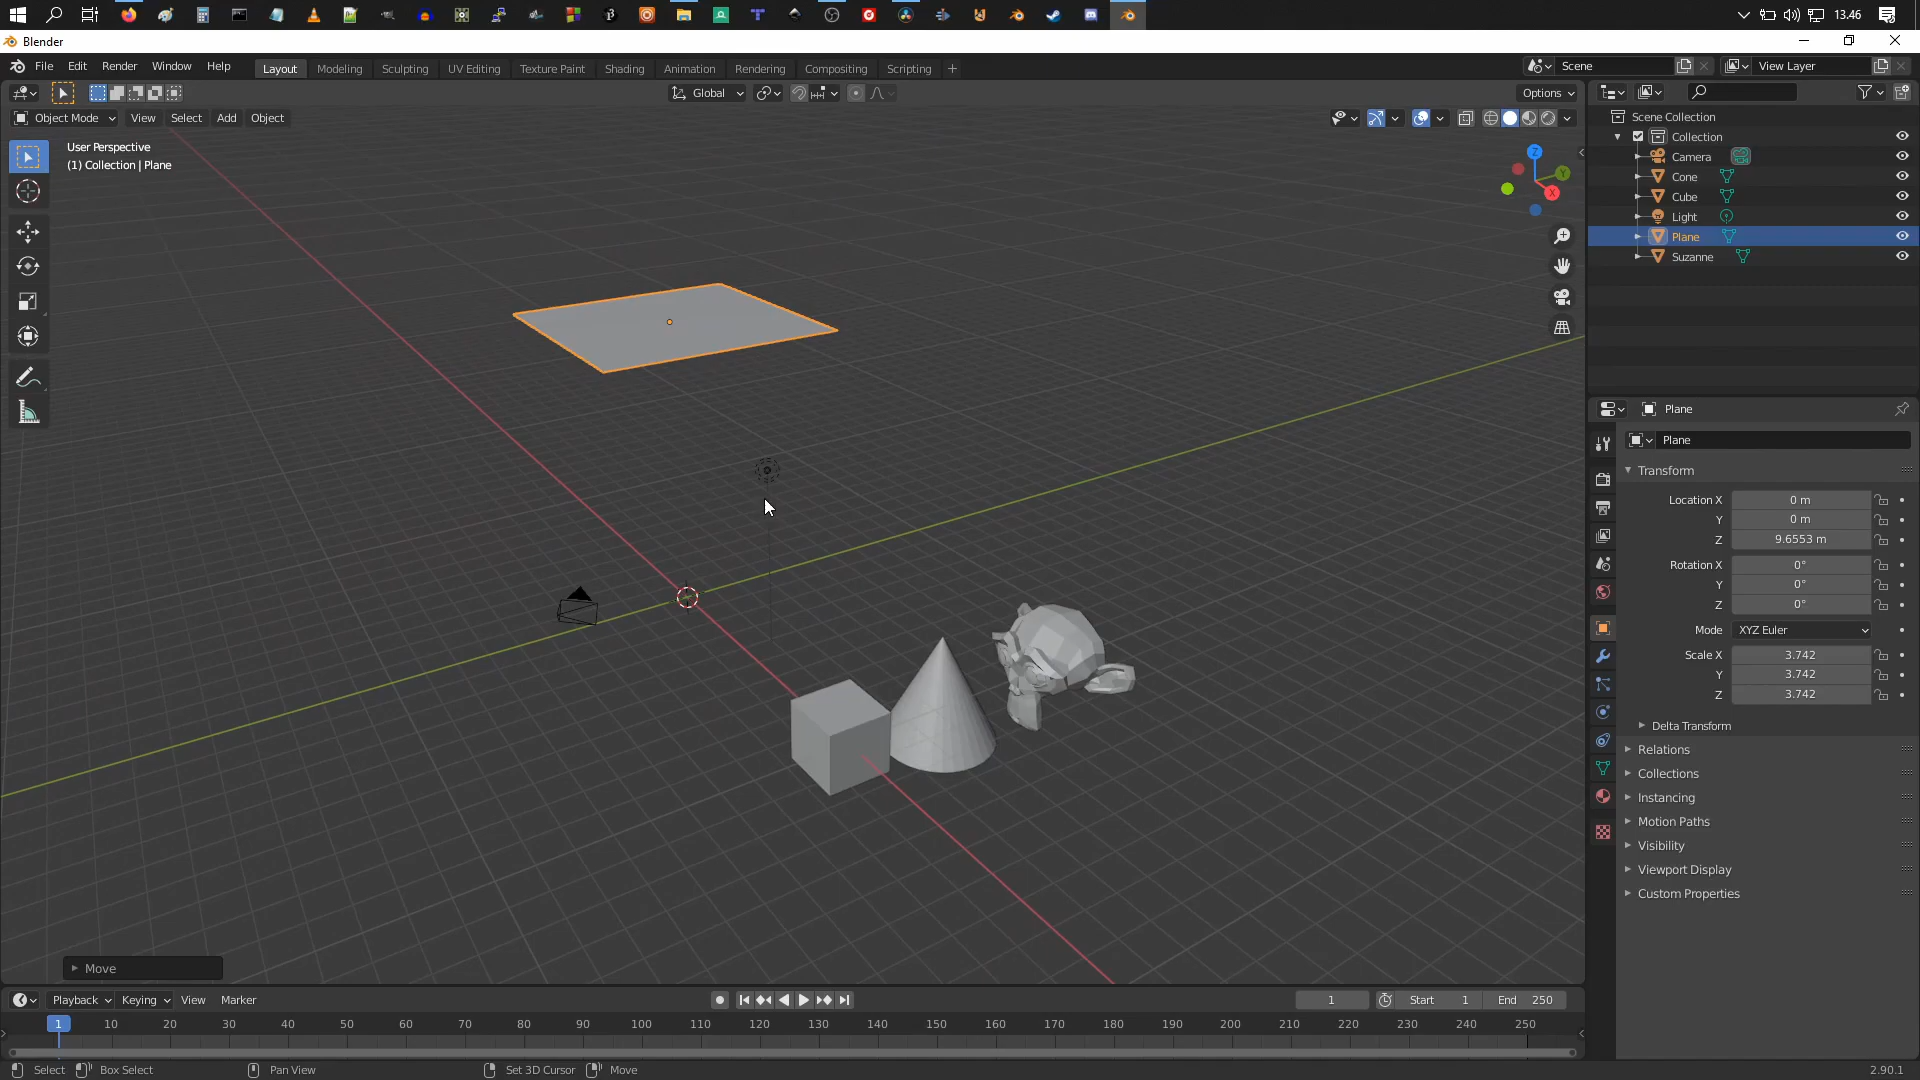 13.46
Blender
File Edit Render Window Help
Layout Modeling Sculpting UV Editing Texture Paint Shading Animation Rendering Compositing Scripting +
Scene View Layer
Global
Options
Object Mode View Select Add Object
User Perspective
(1) Collection | Plane
Z
Y
X
Scene Collection
Collection
Camera
Cone
Cube
Light
Plane
Suzanne
Plane
Plane
Transform
Location X 0 m
Y 0 m
Z 9.6553 m
Rotation X 0°
Y 0°
Z 0°
Mode XYZ Euler
Scale X 3.742
Y 3.742
Z 3.742
Delta Transform
Relations
Collections
Instancing
Motion Paths
Visibility
Viewport Display
Custom Properties
Move
Playback Keying View Marker
1 Start 1 End 250
1 10 20 30 40 50 60 70 80 90 100 110 120 130 140 150 160 170 180 190 200 210 220 230 240 250
Select Box Select Pan View Set 3D Cursor Move 2.90.1